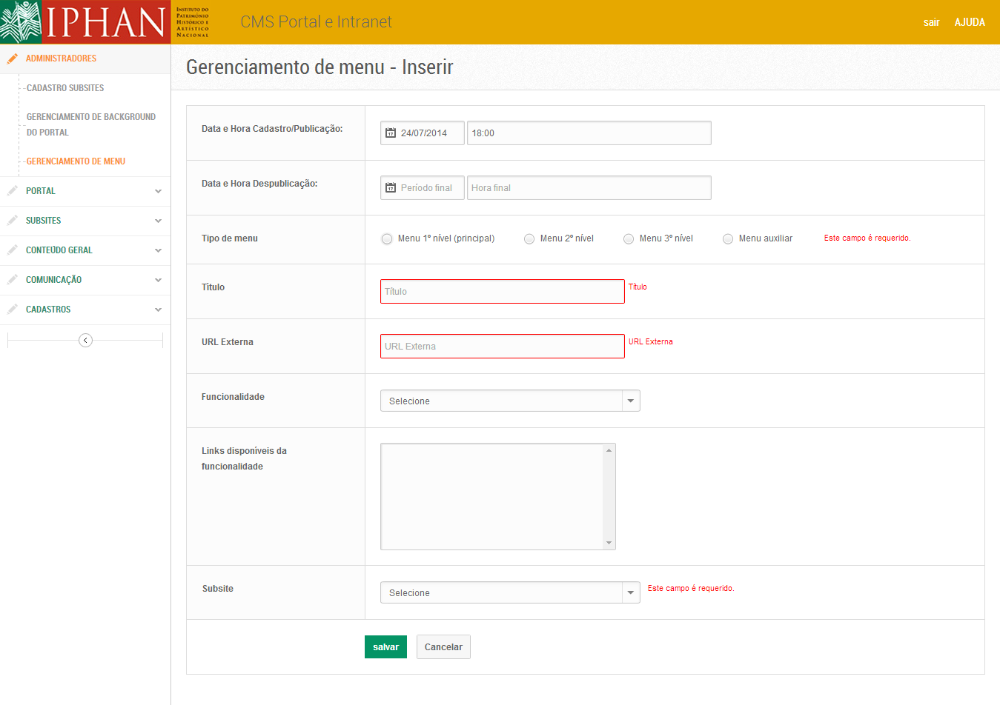 IPHAN
INSTITUTO DO
PATRIMÔNIO
HISTÓRICO E
ARTÍSTICO
NACIONAL
CMS Portal e Intranet
sair
AJUDA
ADMINISTRADORES
CADASTRO SUBSITES
GERENCIAMENTO DE BACKGROUND
DO PORTAL
GERENCIAMENTO DE MENU
PORTAL
SUBSITES
CONTEÚDO GERAL
COMUNICAÇÃO
CADASTROS
Gerenciamento de menu - Inserir
Data e Hora Cadastro/Publicação:
17 24/07/2014
18:00
Data e Hora Despublicação:
17 Período final
Hora final
Tipo de menu
Menu 1º nível (principal)
Menu 2º nível
Menu 3º nível
Menu auxiliar
Este campo é requerido.
Título
Título
Título
URL Externa
URL Externa
URL Externa
Funcionalidade
Selecione
Links disponíveis da
funcionalidade
Subsite
Selecione
Este campo é requerido.
salvar
Cancelar